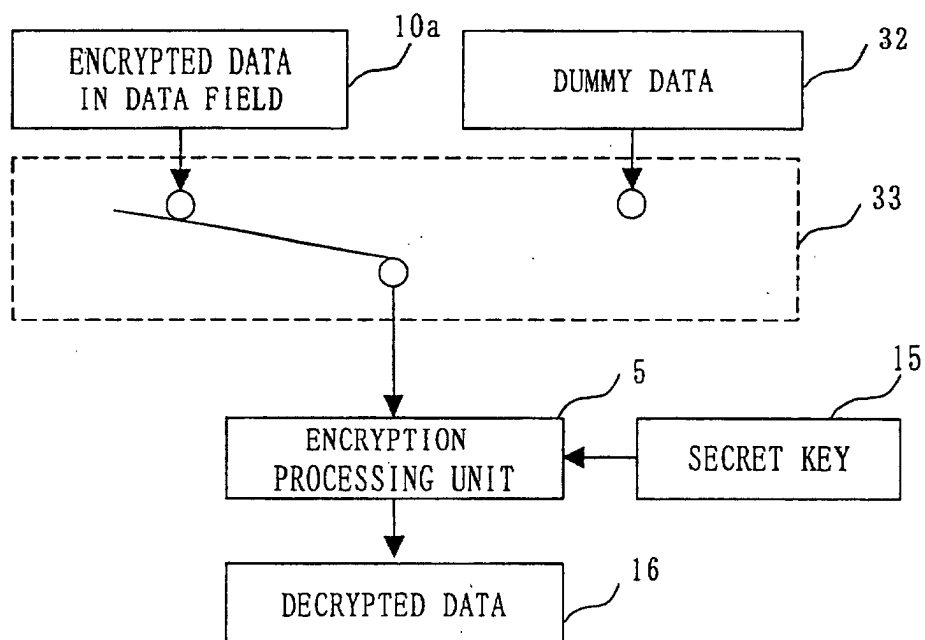 10a
ENCRYPTED DATA
IN DATA FIELD
32
DUMMY DATA
33
5
ENCRYPTION
PROCESSING UNIT
15
SECRET KEY
16
DECRYPTED DATA